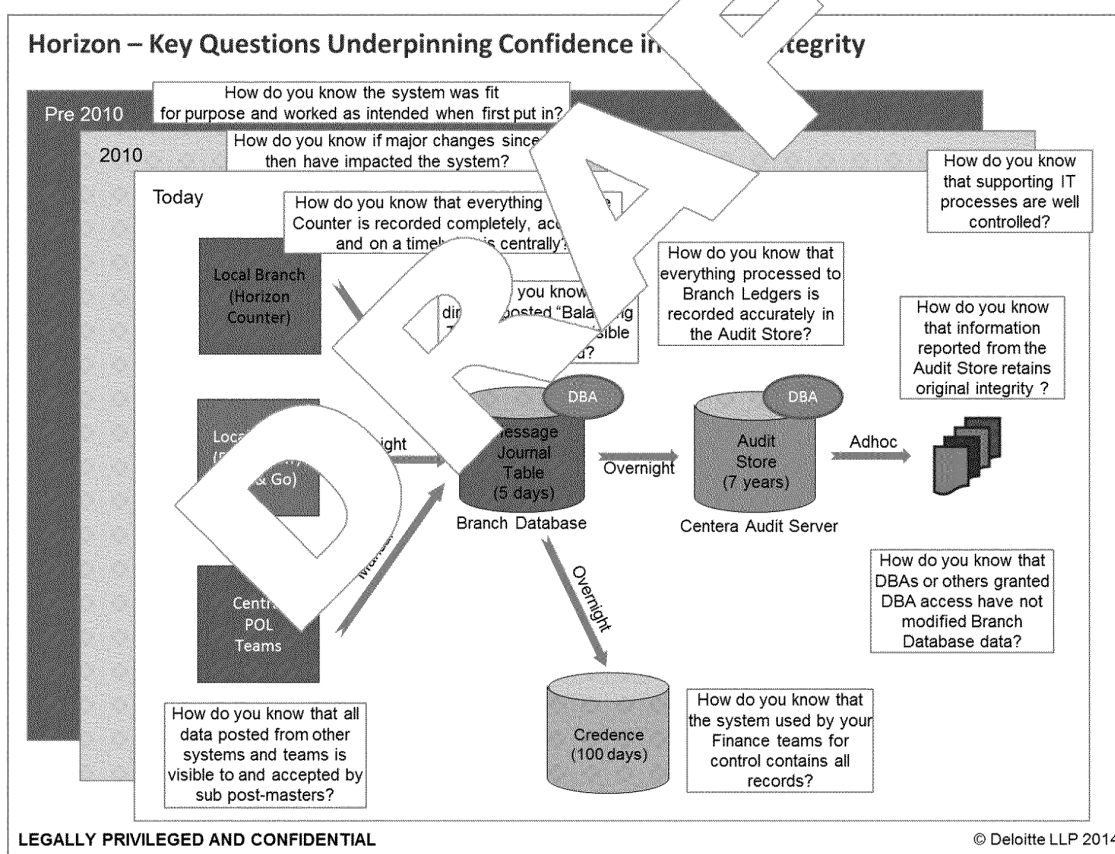 Horizon – Key Questions Underpinning Confidence in
Pre 2010
How do you know the system was fit
for purpose and worked as intended when first put in?
2010
How do you know if major changes since
then have impacted the system?
Today
How do you know that everything
Counter is recorded completely,
and on a timely centrally?
How do you know
that supporting IT
processes are well
controlled?
Local Branch
(Horizon
Counter)
you know
posted “Balancing
How do you know that
everything processed to
Branch Ledgers is
recorded accurately in
the Audit Store?
How do you know
that information
reported from the
Audit Store retains
original integrity ?
& Go)
DBA
Message
Journal
Table
(5 days)
Branch Database
Overnight
DBA
Audit
Store
(7 years)
Centera Audit Server
Adhoc
POL
Teams
Overnight
How do you know that
DBAs or others granted
DBA access have not
modified Branch
Database data?
How do you know that all
data posted from other
systems and teams is
visible to and accepted by
sub post-masters?
Credence
(100 days)
How do you know that
the system used by your
Finance teams for
control contains all
records?
DRAF
LEGALLY PRIVILEGED AND CONFIDENTIAL
© Deloitte LLP 2014